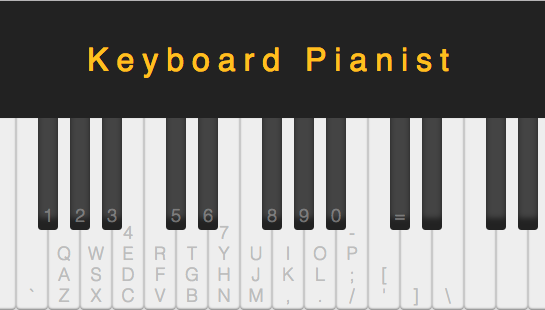 Keyboard Pianist
1 2 3 5 6 8 9 0 =
4 7 -
Q W E R T Y U I O P
A S D F G H J K L ; [
` Z X C V B N M , . / ' ] \